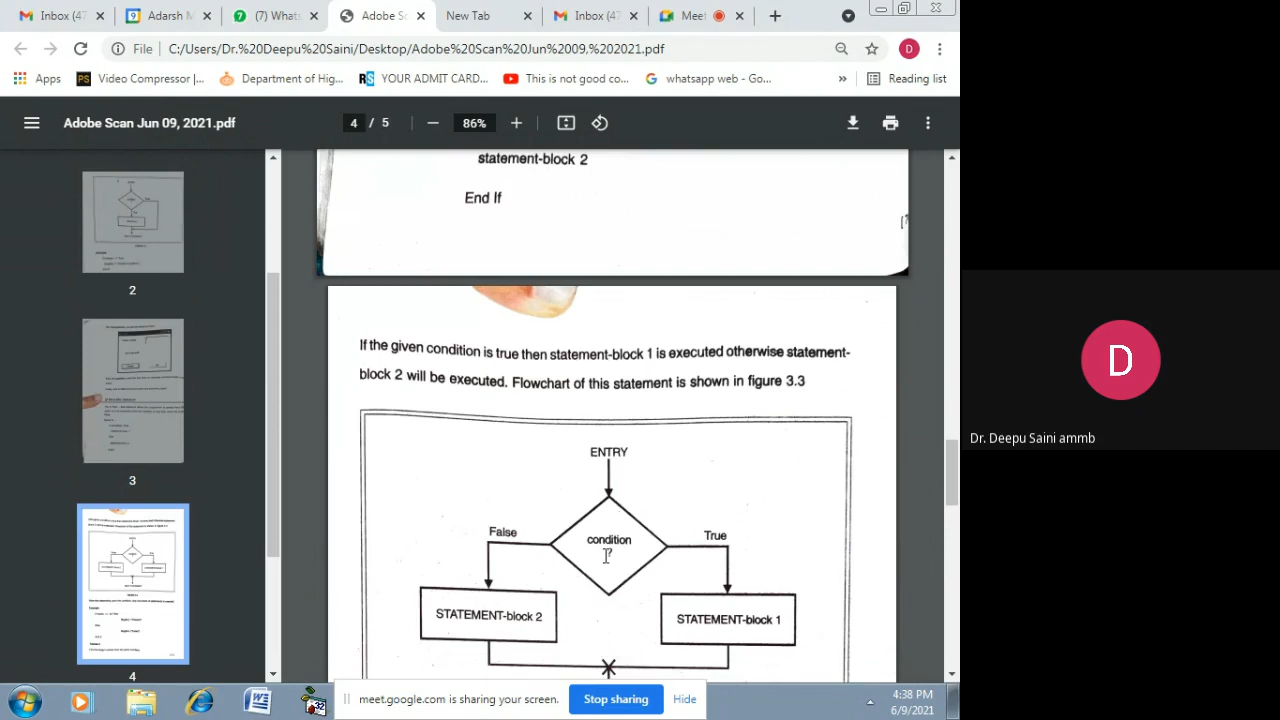 Inbox (47
Adarsh M
7) Whats
Adobe Sc
New Tab
Inbox (47
Meet
File C:/Users/Dr.%20Deepu%20Saini/Desktop/Adobe%20Scan%20Jun%2009,%202021.pdf
D
Apps
Video Compressor |...
Department of Hig...
YOUR ADMIT CARD...
This is not good co...
whatsapp web - Go...
»
Reading list
Adobe Scan Jun 09, 2021.pdf
4 / 5
86%
2
3
4
statement-block 2
End If
If the given condition is true then statement-block 1 is executed otherwise statement-
block 2 will be executed. Flowchart of this statement is shown in figure 3.3
ENTRY
False
condition
?
True
STATEMENT-block 2
STATEMENT-block 1
D
Dr. Deepu Saini ammb
meet.google.com is sharing your screen.
Stop sharing
Hide
4:38 PM
6/9/2021